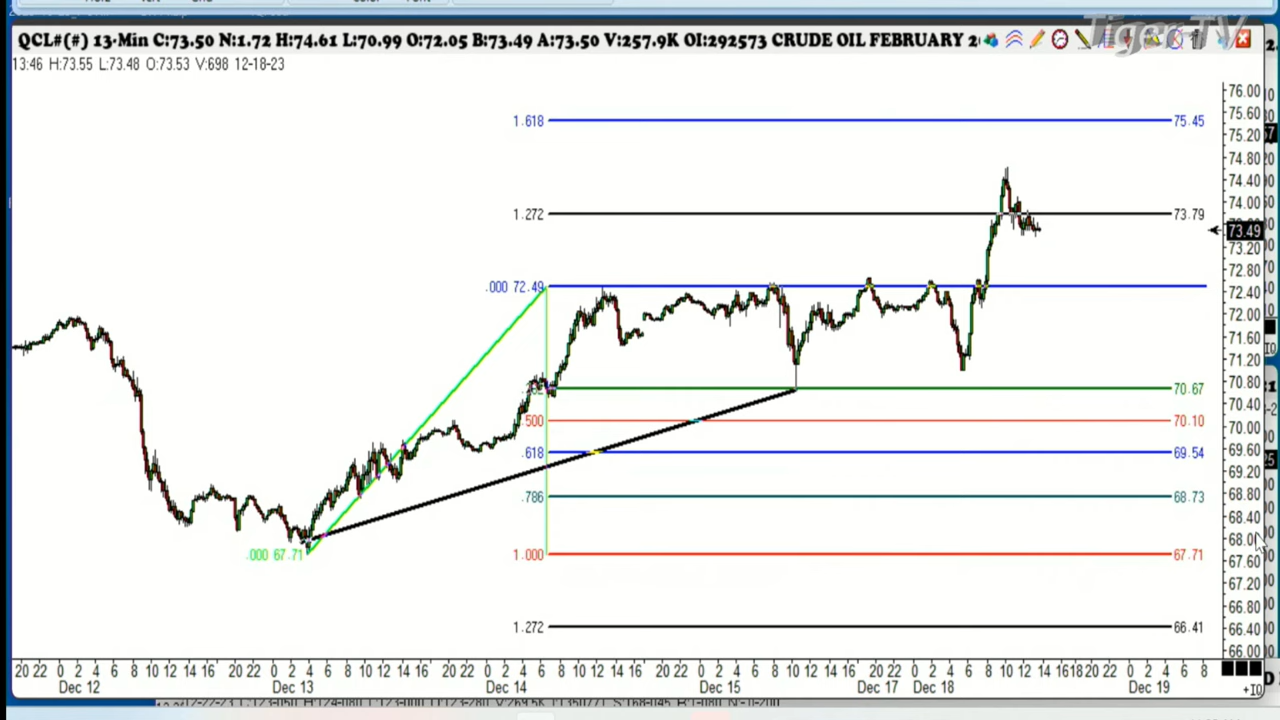 Tiger TV
QCL#(#) 13-Min C:73.50 N:1.72 H:74.61 L:70.99 O:72.05 B:73.49 A:73.50 V:257.9K OI:292573 CRUDE OIL FEBRUARY
13:46 H:73.55 L:73.48 O:73.53 V:698 12-18-23
76.00
1.618 75.45 75.60
75.20
74.80
74.40
74.00
1.272 73.79
73.49
73.20
72.80
.000 72.49 72.40
72.00
71.60
71.20
70.67 70.80
70.40
.500 70.10 70.00
.618 69.54 69.60
69.20
.786 68.73 68.80
68.40
68.00
.000 67.71 1.000 67.71 67.60
67.20
66.80
1.272 66.41 66.40
66.00
20 22 0 2 4 6 8 10 12 14 16 20 22 0 2 4 6 8 10 12 14 16 20 22 0 2 4 6 8 10 12 14 16 20 22 0 2 4 6 8 10 12 14 16 20 22 0 2 4 6 8 10 12 14 16 18 20 22 0 2 4 6 8
Dec 12 Dec 13 Dec 14 Dec 15 Dec 17 Dec 18 Dec 19